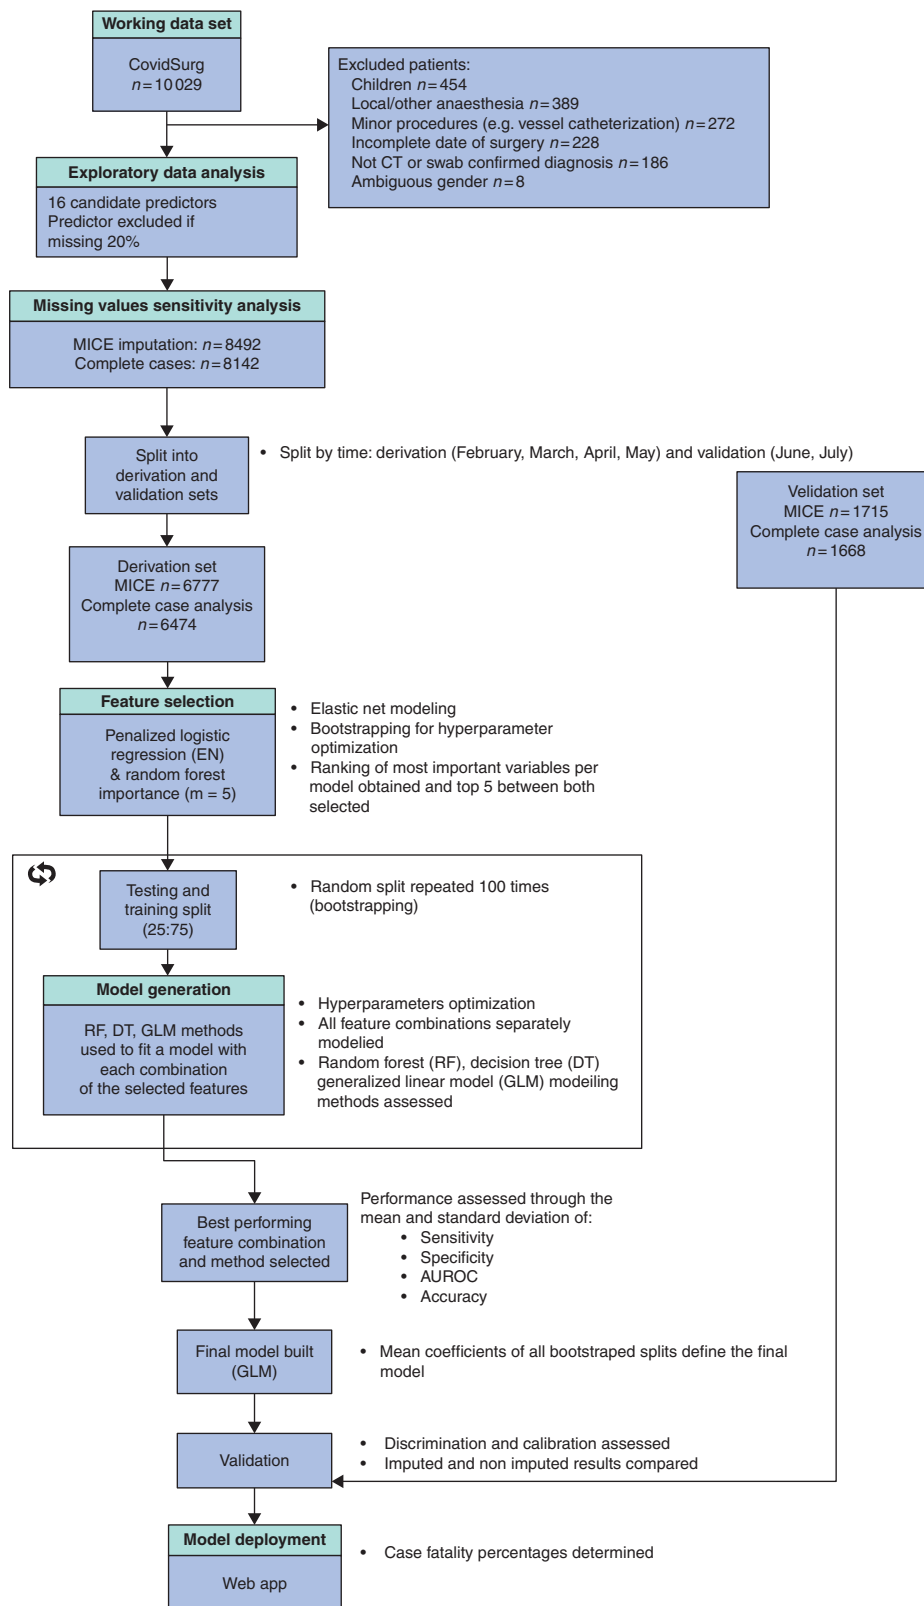 Working data set
CovidSurg
n=10 029
Excluded patients:
Children n=454
Local/other anaesthesia n=389
Minor procedures (e.g. vessel catheterization) n=272
Incomplete date of surgery n=228
Not CT or swab confirmed diagnosis n=186
Ambiguous gender n=8
Exploratory data analysis
16 candidate predictors
Predictor excluded if
missing 20%
Missing values sensitivity analysis
MICE imputation: n=8492
Complete cases: n=8142
Split into
derivation and
validation sets
• Split by time: derivation (February, March, April, May) and validation (June, July)
Velidation set
MICE n=1715
Complete case analysis
n=1668
Derivation set
MICE n=6777
Complete case analysis
n=6474
Feature selection
Penalized logistic
regression (EN)
& random forest
importance (m = 5)
• Elastic net modeling
• Bootstrapping for hyperparameter
optimization
• Ranking of most important variables per
model obtained and top 5 between both
selected
Testing and
training split
(25:75)
• Random split repeated 100 times
(bootstrapping)
Model generation
RF, DT, GLM methods
used to fit a model with
each combination
of the selected features
• Hyperparameters optimization
• All feature combinations separately
modelied
• Random forest (RF), decision tree (DT)
generalized linear model (GLM) modeiling
methods assessed
Best performing
feature combination
and method selected
Performance assessed through the
mean and standard deviation of:
• Sensitivity
• Specificity
• AUROC
• Accuracy
Final model built
(GLM)
• Mean coefficients of all bootstraped splits define the final
model
Validation
• Discrimination and calibration assessed
• Imputed and non imputed results compared
Model deployment
Web app
• Case fatality percentages determined